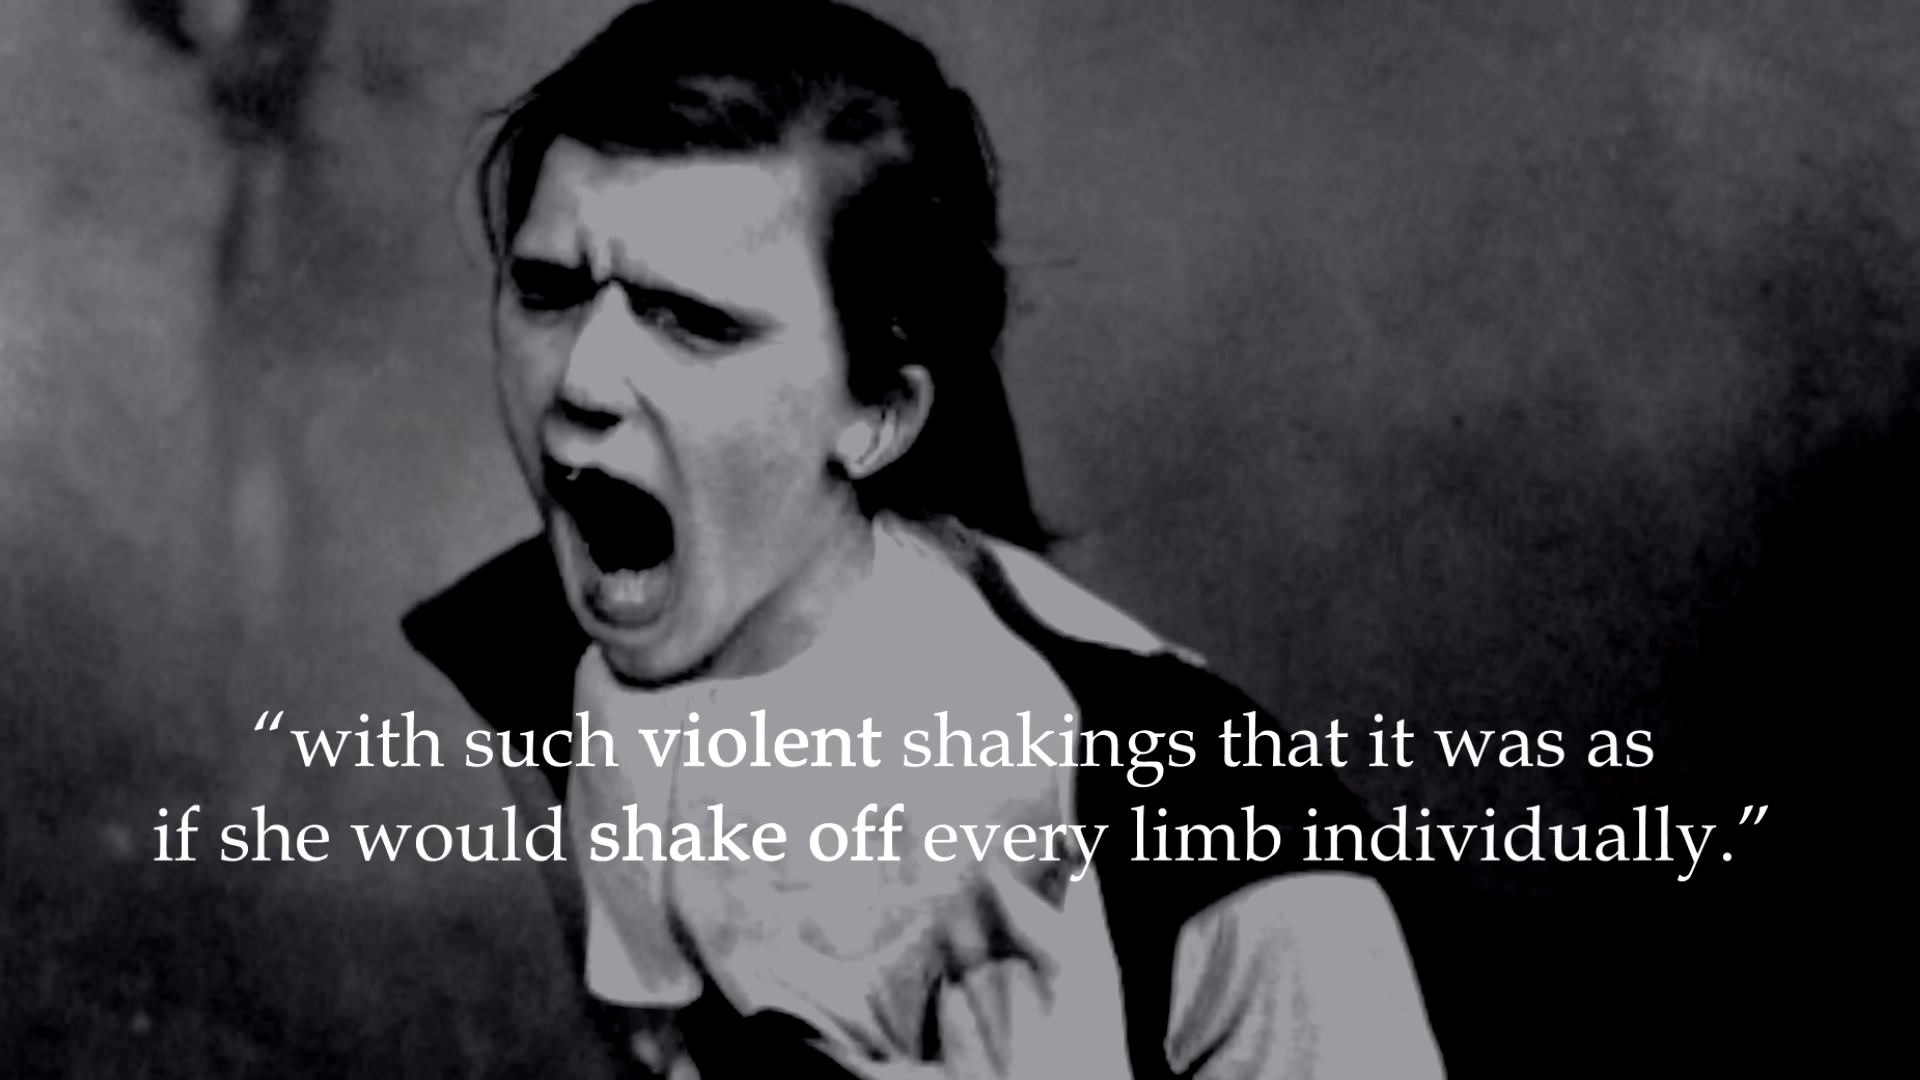 “with such violent shakings that it was as
if she would shake off every limb individually.”